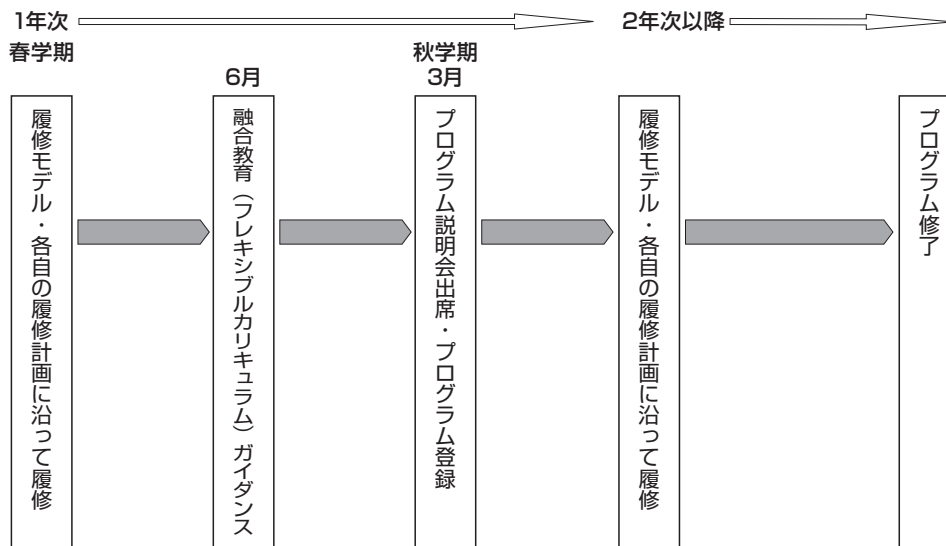 1年次
2年次以降
春学期
秋学期
6月
3月
履修モデル・各自の履修計画に沿って履修
融合教育（フレキシブルカリキュラム）ガイダンス
プログラム説明会出席・プログラム登録
履修モデル・各自の履修計画に沿って履修
プログラム修了